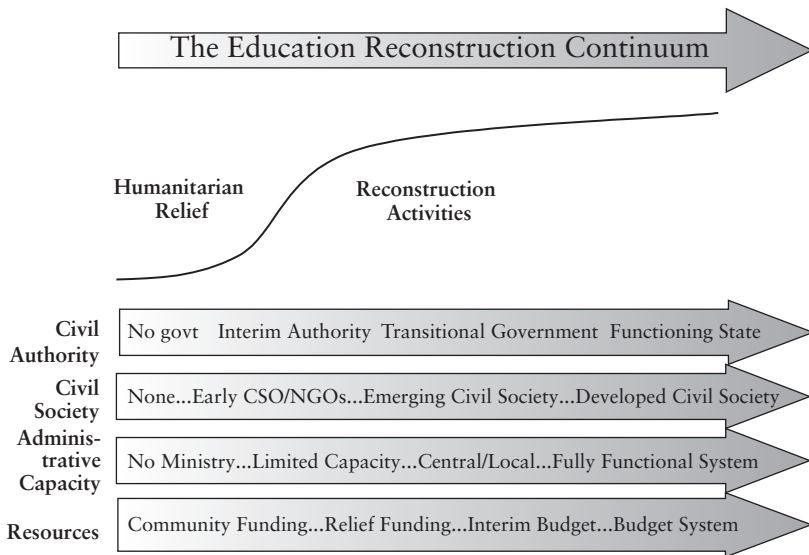 The Education Reconstruction Continuum
Humanitarian
Relief
Reconstruction
Activities
Civil
Authority
No govt Interim Authority Transitional Government Functioning State
Civil
Society
None...Early CSO/NGOs...Emerging Civil Society...Developed Civil Society
Adminis-
trative
Capacity
No Ministry...Limited Capacity...Central/Local...Fully Functional System
Resources
Community Funding...Relief Funding...Interim Budget...Budget System